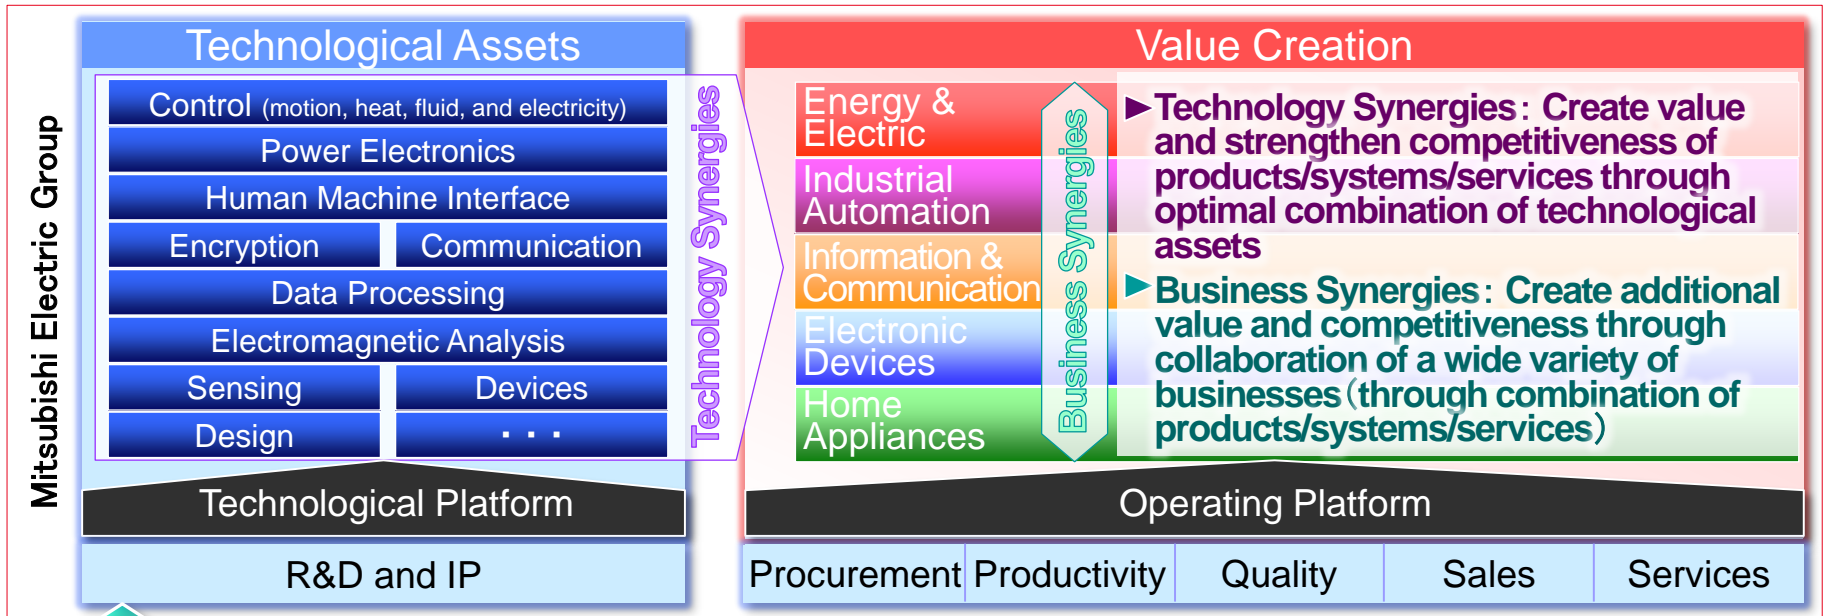 Mitsubishi Electric Group
Technological Assets
Control (motion, heat, fluid, and electricity)
Power Electronics
Human Machine Interface
Encryption
Communication
Data Processing
Electromagnetic Analysis
Sensing
Devices
Design
・・・
Technological Platform
R&D and IP
Technology Synergies
Value Creation
Energy &
Electric
Industrial
Automation
Information &
Communication
Electronic
Devices
Home
Appliances
Business Synergies
▶Technology Synergies: Create value
and strengthen competitiveness of
products/systems/services through
optimal combination of technological
assets
▶Business Synergies: Create additional
value and competitiveness through
collaboration of a wide variety of
businesses(through combination of
products/systems/services)
Operating Platform
Procurement
Productivity
Quality
Sales
Services